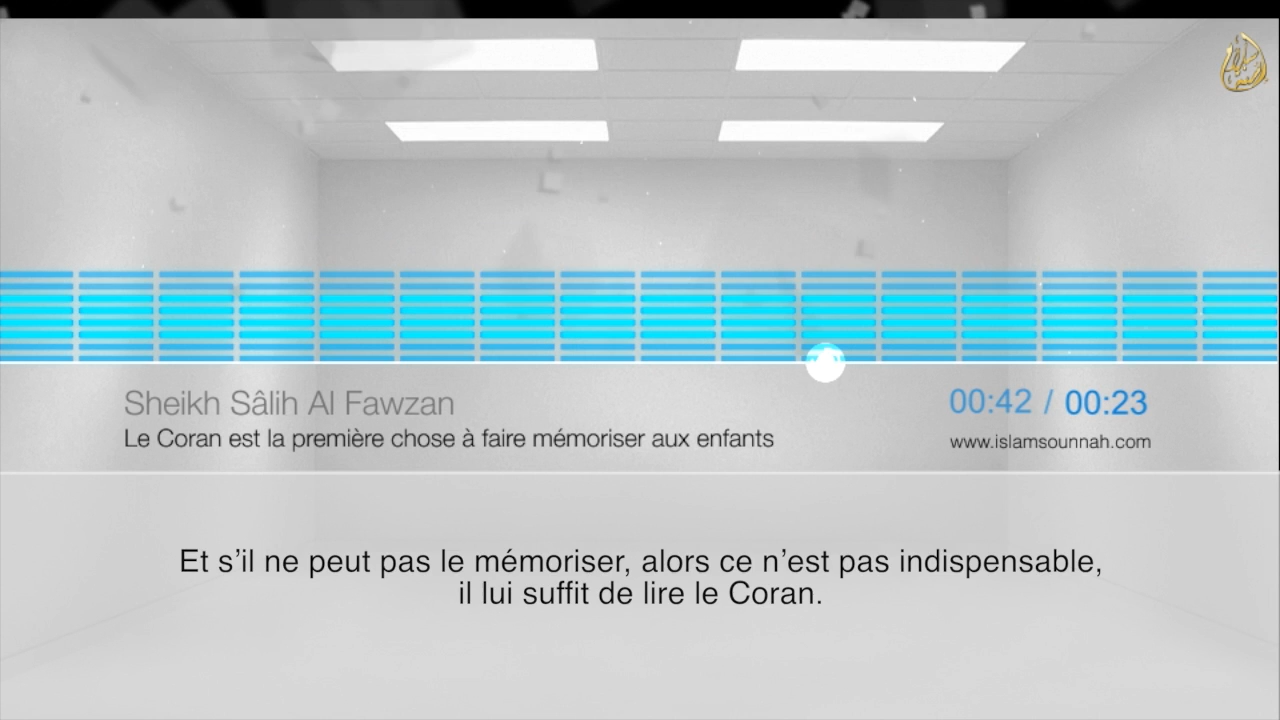 Sheikh Sâlih Al Fawzan
00:42 / 00:23
Le Coran est la première chose à faire mémoriser aux enfants
www.islamsounnah.com
Et s’il ne peut pas le mémoriser, alors ce n’est pas indispensable,
il lui suffit de lire le Coran.